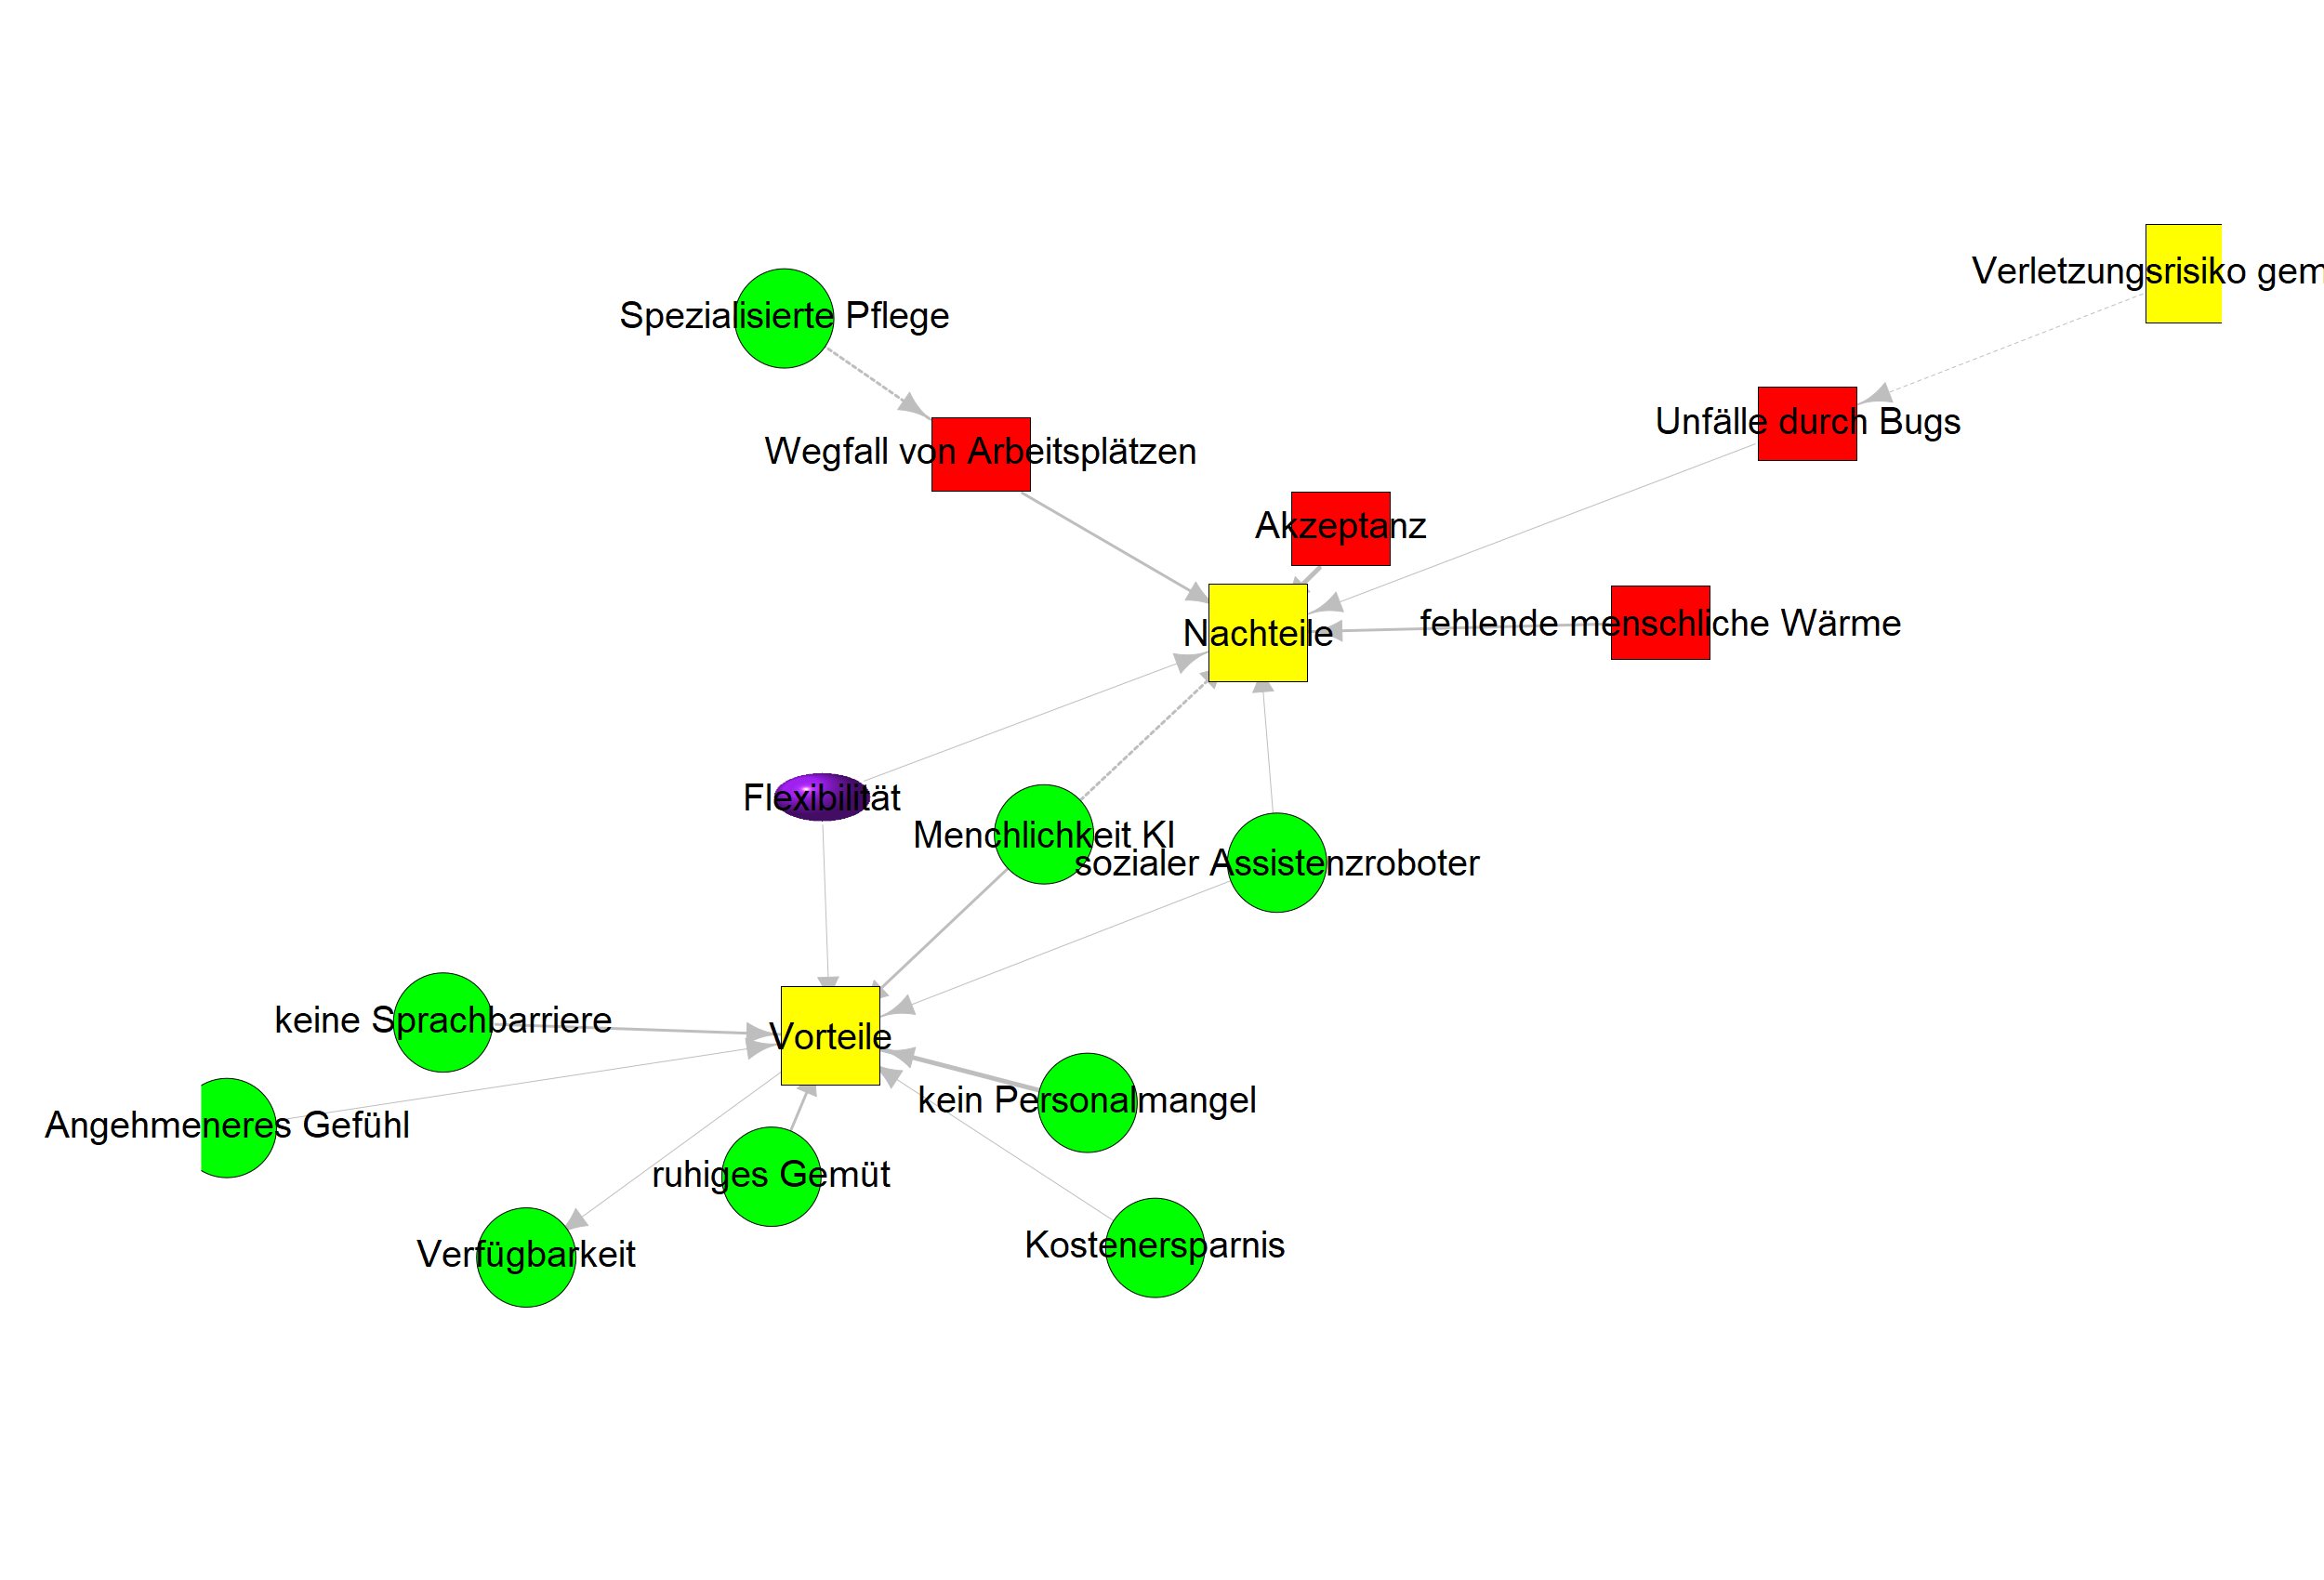 Verletzungsrisiko gem
Spezialisierte Pflege
Unfälle durch Bugs
Wegfall von Arbeitsplätzen
Akzeptanz
fehlende menschliche Wärme
Nachteile
Flexibilität
Menchlichkeit KI
sozialer Assistenzroboter
keine Sprachbarriere
Vorteile
kein Personalmangel
Angehmeneres Gefühl
ruhiges Gemüt
Kostenersparnis
Verfügbarkeit